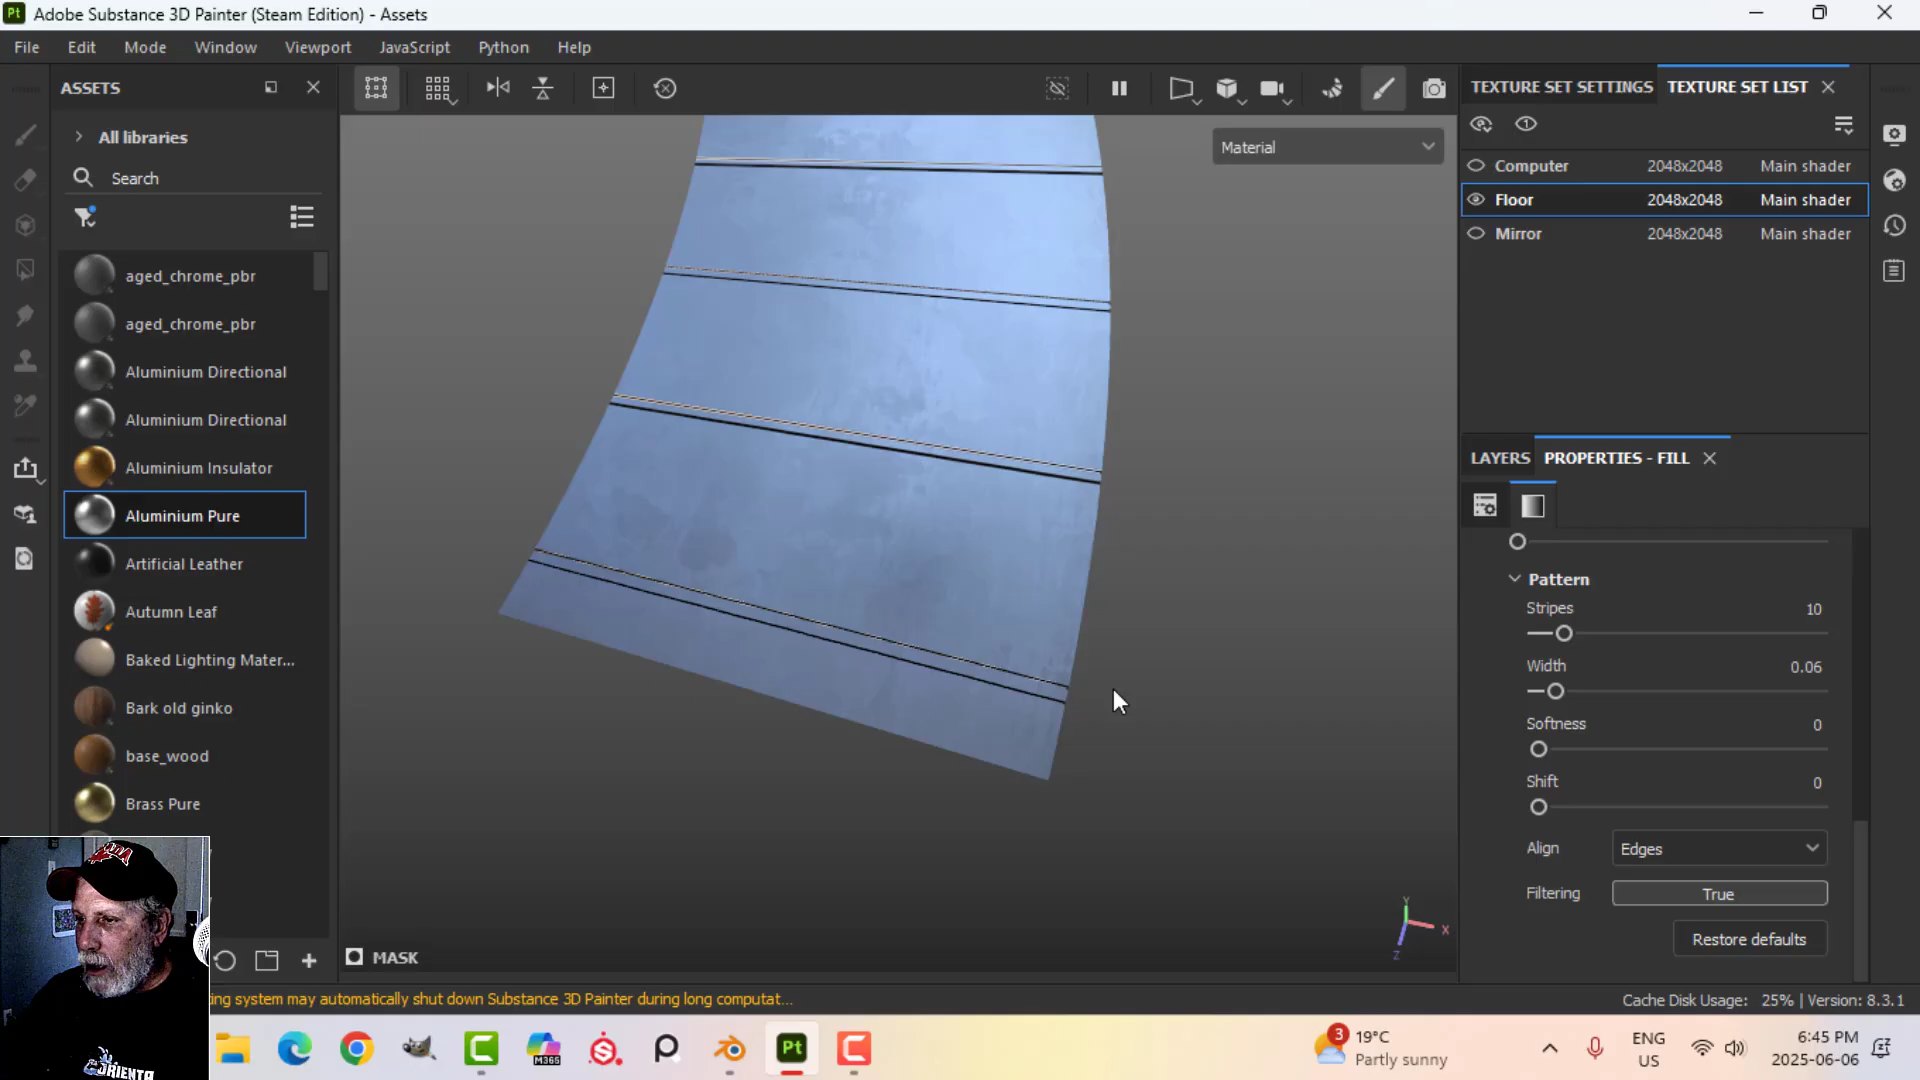 Pt Adobe Substance 3D Painter (Steam Edition) - Assets
File Edit Mode Window Viewport JavaScript Python Help
ASSETS
All libraries
Search
aged_chrome_pbr
aged_chrome_pbr
Aluminium Directional
Aluminium Directional
Aluminium Insulator
Aluminium Pure
Artificial Leather
Autumn Leaf
Baked Lighting Mater...
Bark old ginko
base_wood
Brass Pure
Material
MASK
Y
X
Z
TEXTURE SET SETTINGS TEXTURE SET LIST
Computer 2048x2048 Main shader
Floor 2048x2048 Main shader
Mirror 2048x2048 Main shader
LAYERS PROPERTIES - FILL
Pattern
Stripes 10
Width 0.06
Softness 0
Shift 0
Align Edges
Filtering True
Restore defaults
ing system may automatically shut down Substance 3D Painter during long computat...
Cache Disk Usage: 25% | Version: 8.3.1
M365
Pt
3
19°C
Partly sunny
ENG
US
6:45 PM
2025-06-06